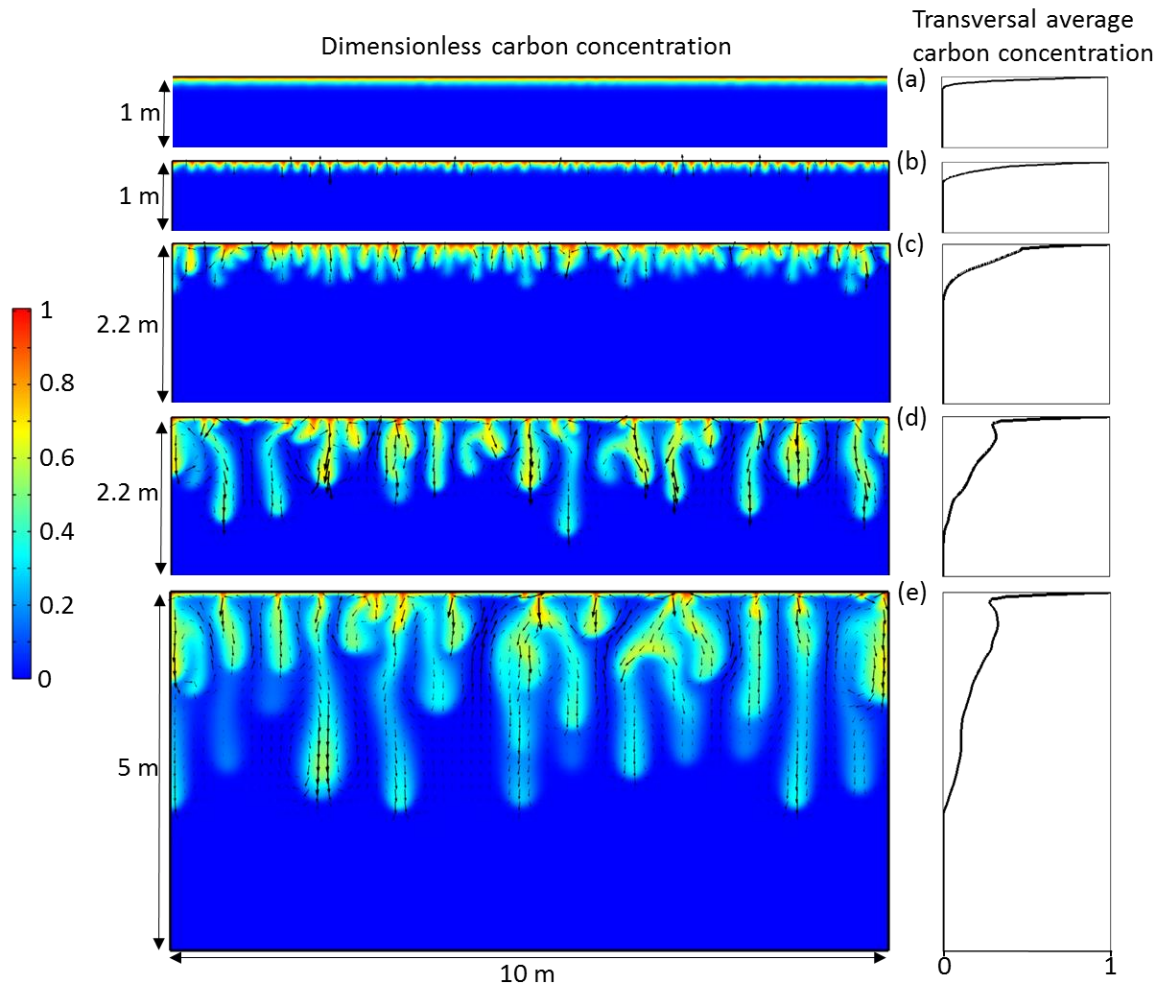 Transversal average
carbon concentration
Dimensionless carbon concentration
(a)
1 m
(b)
1 m
(c)
2.2 m
1
0.8
0.6
0.4
0.2
0
(d)
2.2 m
(e)
5 m
10 m
0
1